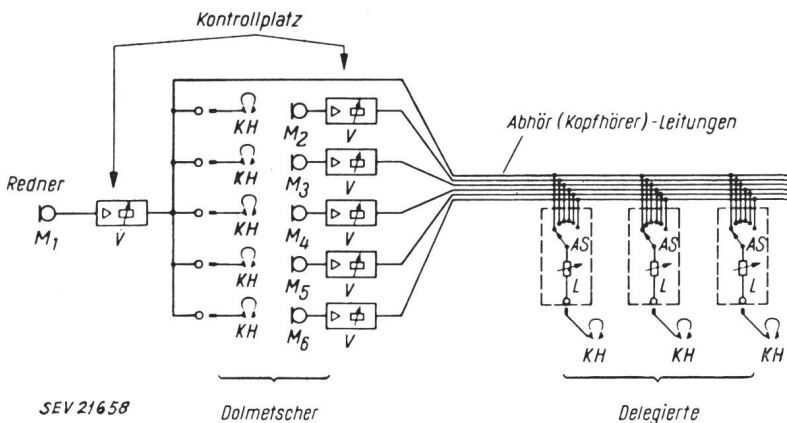 Kontrollplatz
KH
M2
V
Abhör (Kopfhörer) - Leitungen
KH
M3
V
Redner
M1
V
KH
M4
V
AS
AS
AS
L
L
L
KH
M5
V
KH
M6
V
KH
KH
KH
SEV 21658
Dolmetscher
Delegierte